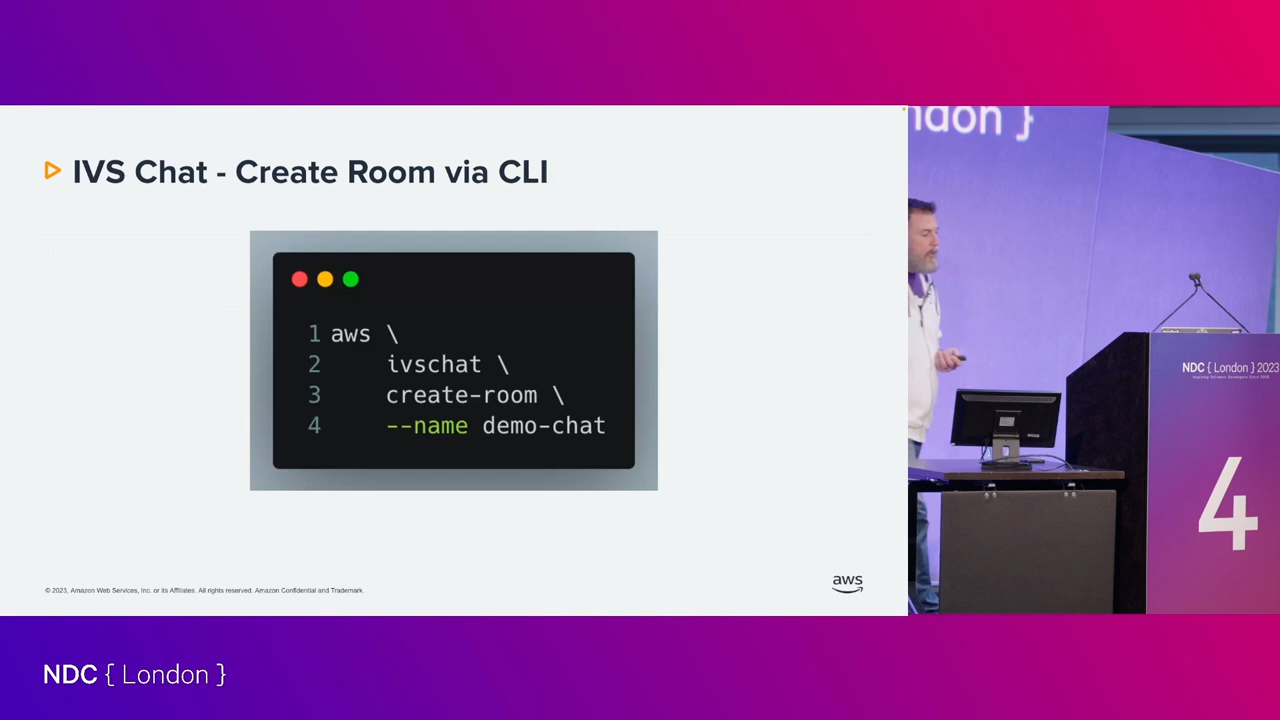 ndon }
IVS Chat - Create Room via CLI
1 aws \
2 ivschat \
3 create-room \
4 --name demo-chat
NDC { London } 2023
4
© 2023, Amazon Web Services, Inc. or its Affiliates. All rights reserved. Amazon Confidential and Trademark.
aws
NDC { London }